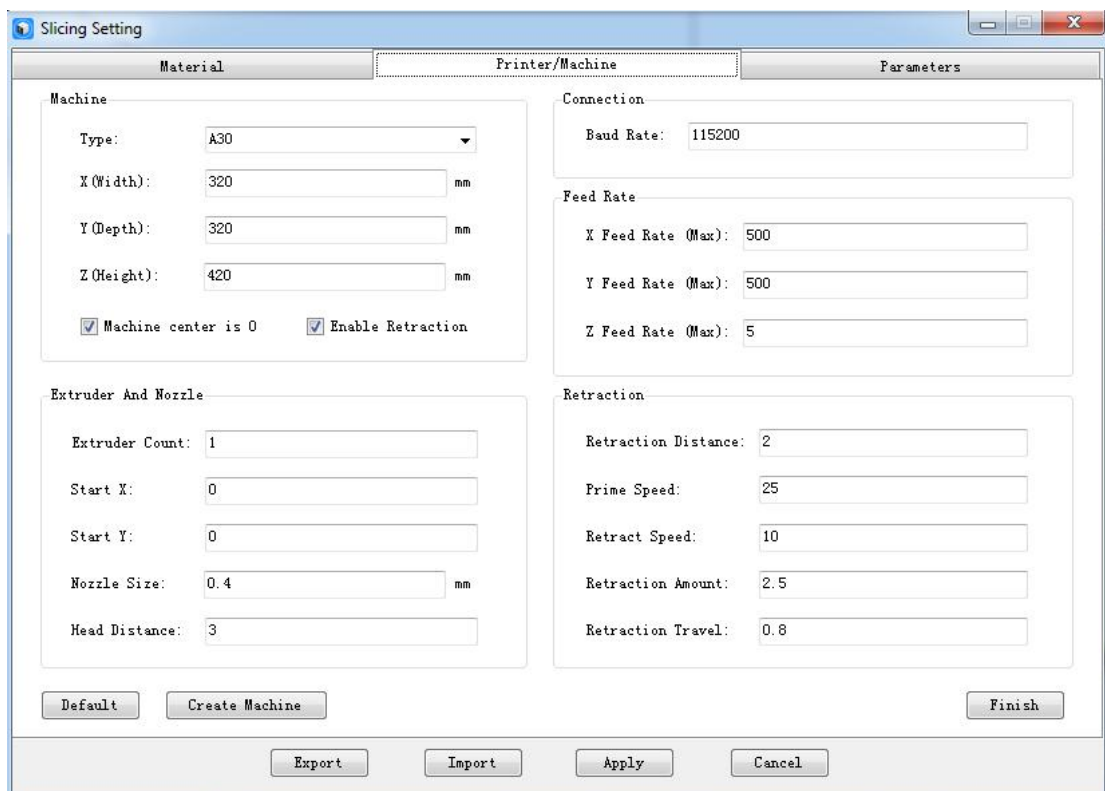 Slicing Setting
Material
Printer/Machine
Parameters
Machine
Type: A30
X(Width): 320 mm
Y(Depth): 320 mm
Z(Height): 420 mm
Machine center is 0
Enable Retraction
Connection
Baud Rate: 115200
Feed Rate
X Feed Rate (Max): 500
Y Feed Rate (Max): 500
Z Feed Rate (Max): 5
Extruder And Nozzle
Extruder Count: 1
Start X: 0
Start Y: 0
Nozzle Size: 0.4 mm
Head Distance: 3
Retraction
Retraction Distance: 2
Prime Speed: 25
Retract Speed: 10
Retraction Amount: 2.5
Retraction Travel: 0.8
Default
Create Machine
Finish
Export
Import
Apply
Cancel